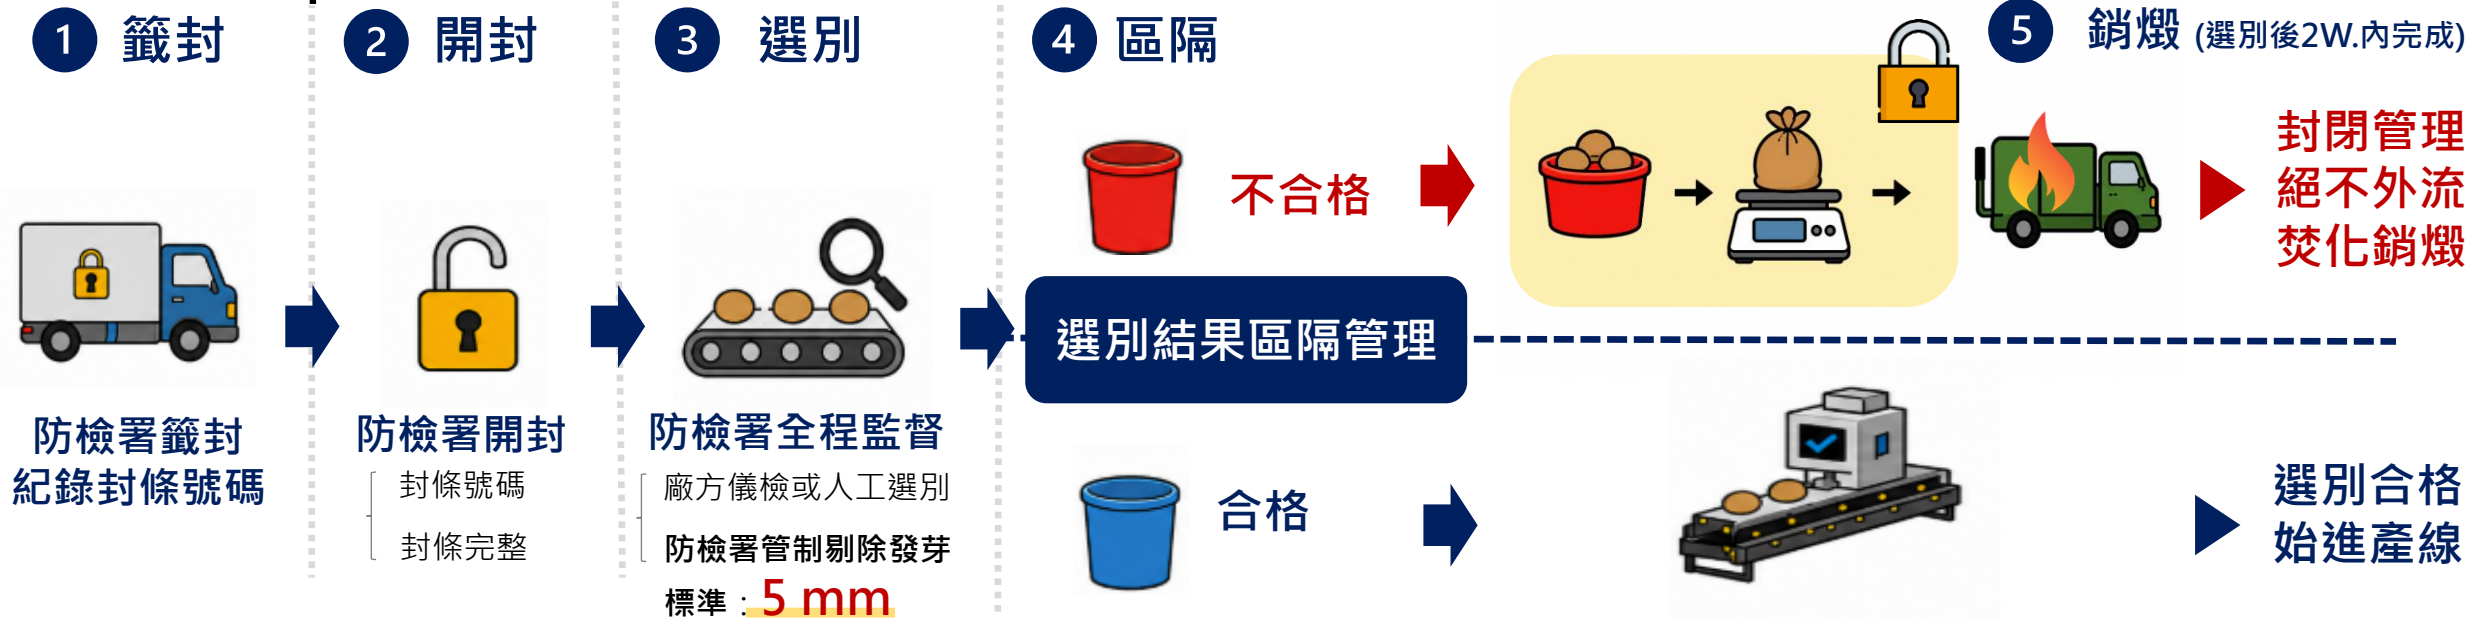 1 籤封
防檢署籤封
紀錄封條號碼
2 開封
防檢署開封
封條號碼
封條完整
3 選別
防檢署全程監督
廠方儀檢或人工選別
防檢署管制剔除發芽
標準：5 mm
4 區隔
不合格
選別結果區隔管理
合格
5 銷燬 (選別後2W.內完成)
封閉管理
絕不外流
焚化銷燬
選別合格
始進產線